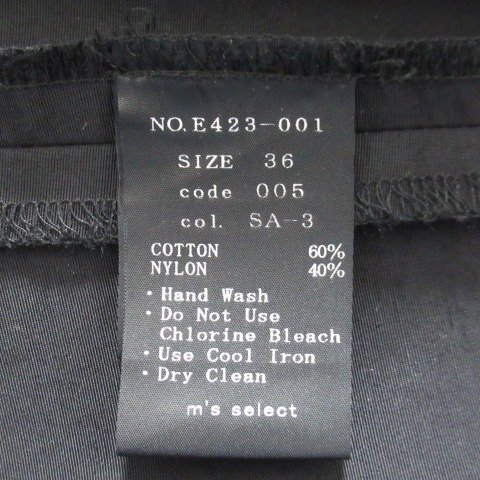 NO.E423-001
SIZE 36
code 005
col. SA-3
COTTON 60%
NYLON 40%
・Hand Wash
・Do Not Use
Chlorine Bleach
・Use Cool Iron
・Dry Clean
m's select